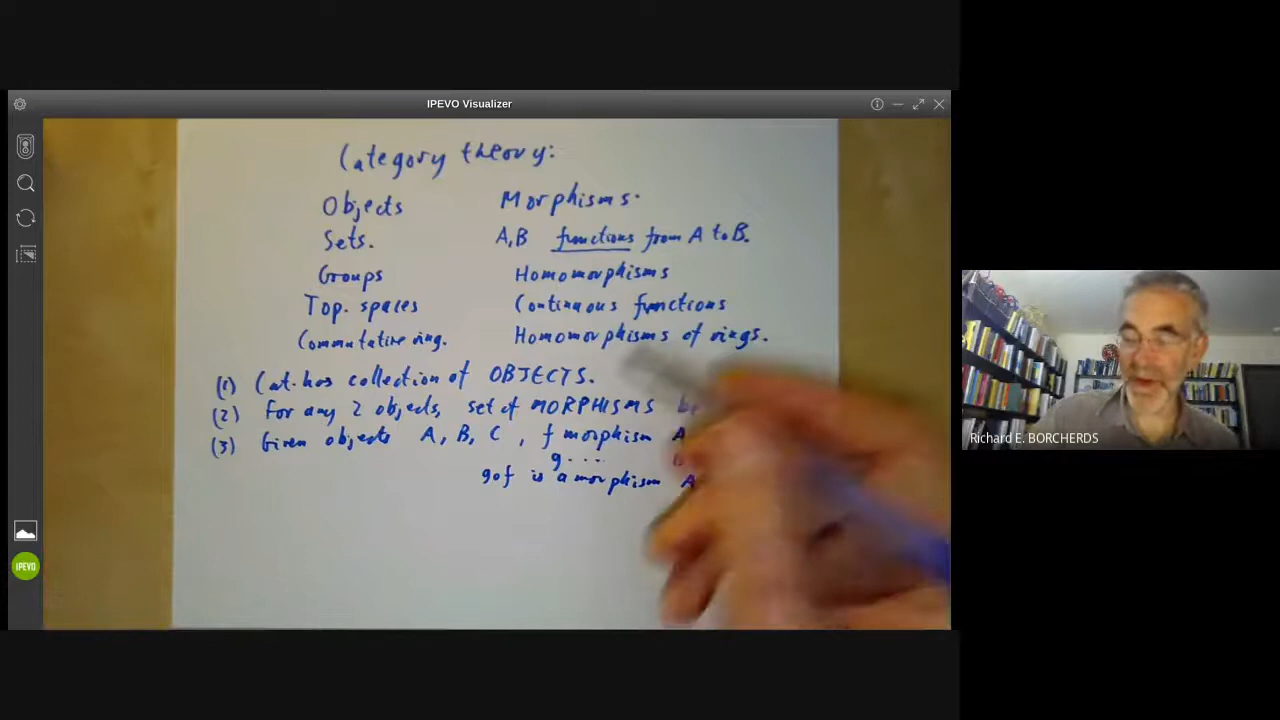 IPEVO Visualizer
Category theory:
Objects Morphisms.
Sets. A,B functions from A to B.
Groups Homomorphisms
Top. spaces Continuous functions
Commutative ring. Homomorphisms of rings.
(1) Cat. has collection of OBJECTS.
(2) For any 2 objects, set of MORPHISMS
(3) Given objects A, B, C , f morphism A
g . . .
gof is a morphism A
Richard E. BORCHERDS
IPEVO